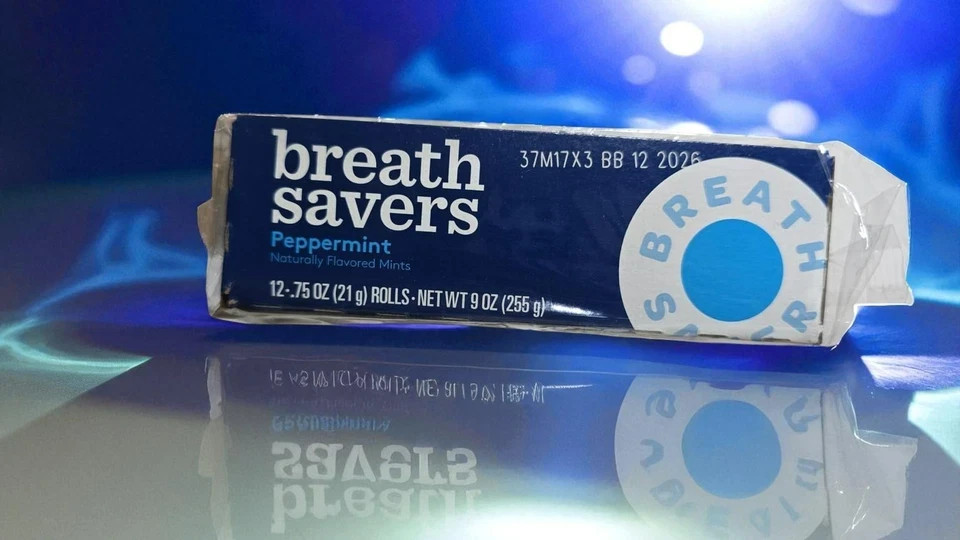 breath
savers
Peppermint
Naturally Flavored Mints
12-.75 OZ (21 g) ROLLS · NET WT 9 OZ (255 g)
37M17X3 BB 12 2026
BREATH